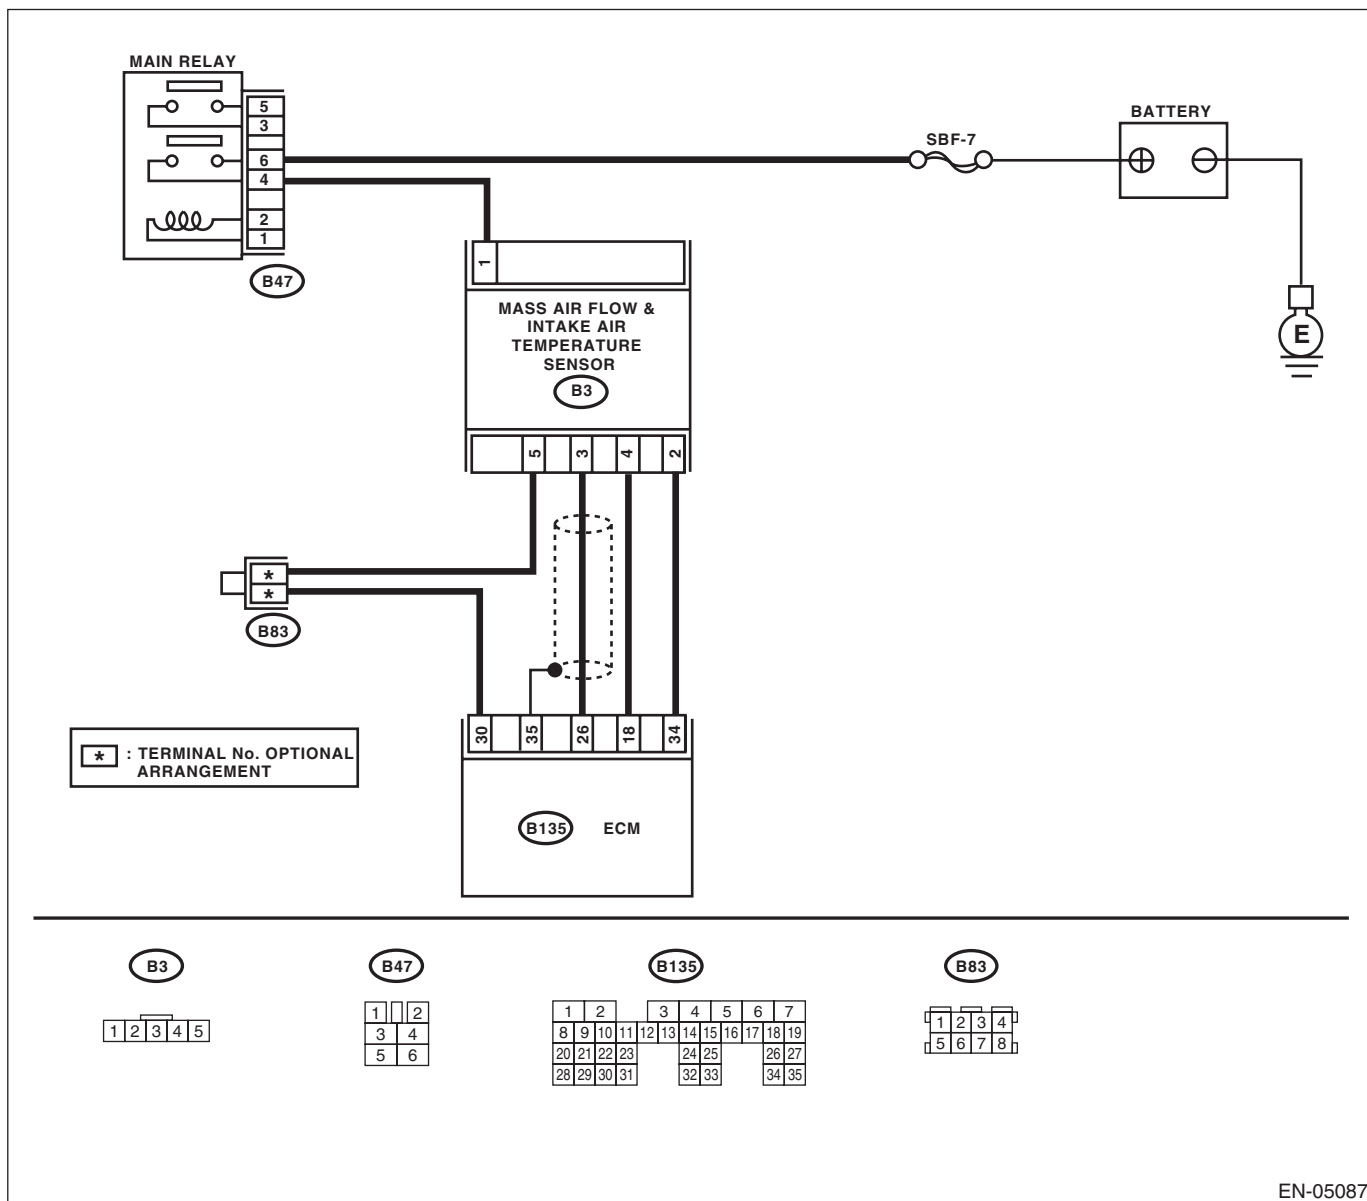 MAIN RELAY
5
3
6
4
2
1
B47
SBF-7
BATTERY
E
1
MASS AIR FLOW &
INTAKE AIR
TEMPERATURE
SENSOR
B3
5 3 4 2
*
*
B83
30 35 26 18 34
* : TERMINAL No. OPTIONAL
ARRANGEMENT
B135 ECM
B3
1 2 3 4 5
B47
1 2
3 4
5 6
B135
1 2 3 4 5 6 7
8 9 10 11 12 13 14 15 16 17 18 19
20 21 22 23 24 25 26 27
28 29 30 31 32 33 34 35
B83
1 2 3 4
5 6 7 8
EN-05087